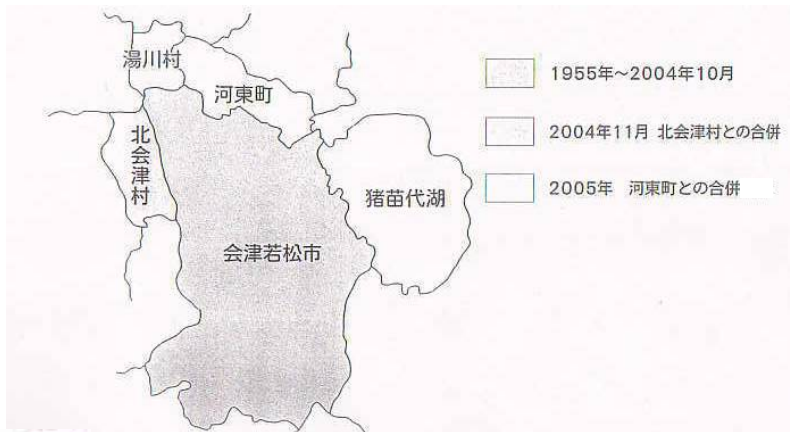 湯川村
河東町
北会津村
猪苗代湖
会津若松市
1955年～2004年10月
2004年11月 北会津村との合併
2005年 河東町との合併